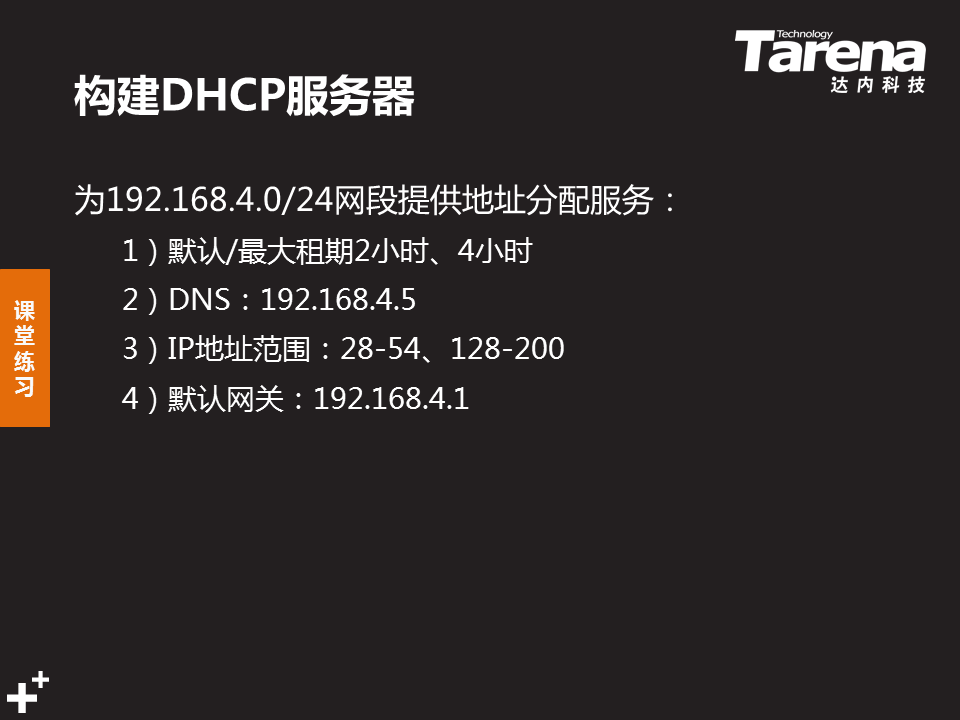 Technology
Tarena
达内科技
构建DHCP服务器
为192.168.4.0/24网段提供地址分配服务：
1）默认/最大租期2小时、4小时
2）DNS：192.168.4.5
3）IP地址范围：28-54、128-200
4）默认网关：192.168.4.1
课堂练习